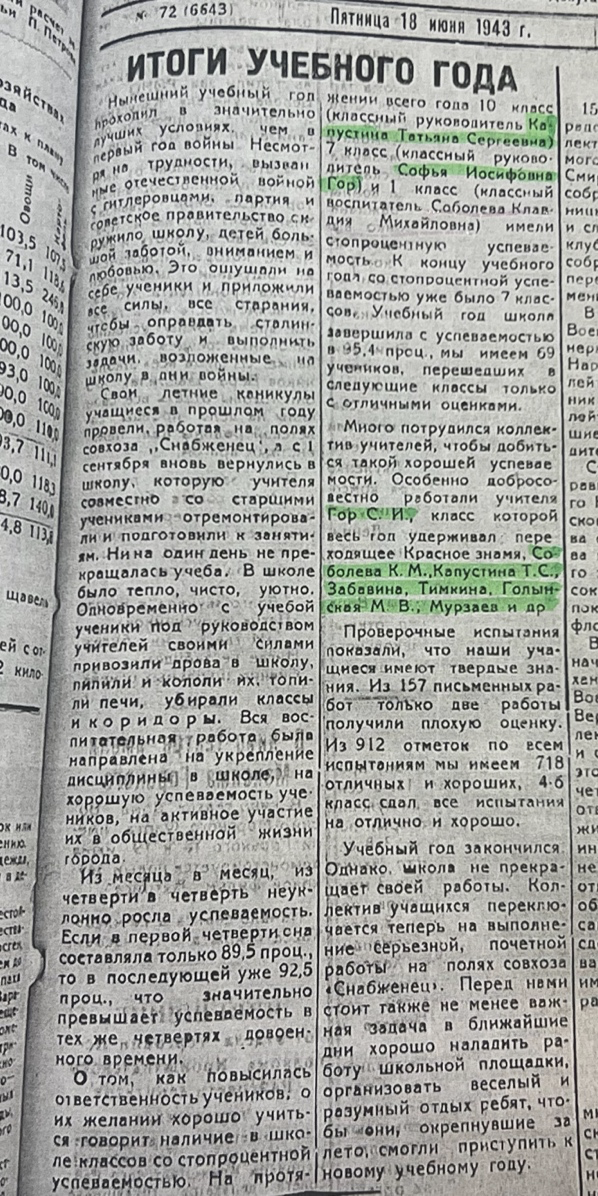 № 72 (6643)
Пятница 18 июня 1943 г.
ИТОГИ УЧЕБНОГО ГОДА
Нынешний учебный год
проходил в значительно
лучших условиях, чем в
первый год войны Несмот-
ря на трудности, вызван
ные отечественной войной
с гитлеровцами, партия и
советское правительство ок-
ружило школу, детей боль-
шой заботой, вниманием и
любовью. Это ощушали на
себе ученики и приложили
все силы, все старания,
чтобы оправдать сталин-
скую заботу и выполнить
задачи, возложенные на
школу в дни войны.
Свои летние каникулы
учащиеся в прошлом году
провели, работая на полях
совхоза „Снабженец", а с 1
сентября вновь вернулись в
школу, которую учителя
совместно со старшими
учениками отремонтирова-
ли и подготовили к заняти-
ям. Ни на один день не пре-
кращалась учеба. В школе
было тепло, чисто, уютно.
Одновременно с учебой
ученики под руководством
учителей своими силами
привозили дрова в школу,
пилили и кололи их, топи-
ли печи, убирали классы
и коридоры. Вся вос-
питательная работа была
направлена на укрепление
дисциплины в школе, на
хорошую успеваемость уче-
ников, на активное участие
их в общественной жизни
города.
Из месяца в месяц, из
четверти в четверть неук-
лонно росла успеваемость.
Если в первой четверти она
составляла только 89,5 проц.,
то в последующей уже 92,5
проц., что значительно
превышает успеваемость в
тех же четвертях довоен-
ного времени.
О том, как повысилась
ответственность учеников, о
их желании хорошо учить-
ся говорит наличие в шко-
ле классов со стопроцентной
успеваемостью. На протя-
жении всего года 10 класс
(классный руководитель Ка-
пустина Татьяна Сергеевна)
7 класс (классный руково-
дитель Софья Иосифовна
Гор) и 1 класс (классный
воспитатель Соболева Клав-
дия Михайловна) имели
стопроцентную успевае-
мость. К концу учебного
года со стопроцентной успе-
ваемостью уже было 7 клас-
сов. Учебный год школа
завершила с успеваемостью
в 95,4 проц., мы имеем 69
учеников, перешедших в
следующие классы только
с отличными оценками.
Много потрудился коллек-
тив учителей, чтобы добить-
ся такой хорошей успевае
мости. Особенно добросо-
вестно работали учителя
Гор С. И., класс которой
весь год удерживал пере
ходящее Красное знамя, Со-
болева К. М., Капустина Т.С.,
Забавина, Тимкина, Голын-
ская М. В., Мурзаев и др
Проверочные испытания
показали, что наши уча-
щиеся имеют твердые зна-
ния. Из 157 письменных ра-
бот только две работы
получили плохую оценку.
Из 912 отметок по всем
испытаниям мы имеем 718
отличных и хороших, 4-б
класс сдал все испытания
на отлично и хорошо.
Учебный год закончился.
Однако, школа не прекра-
щает своей работы. Кол-
лектив учащихся переклю-
чается теперь на выполне-
ние серьезной, почетной
работы на полях совхоза
«Снабженец». Перед нами
стоит также не менее важ-
ная задача в ближайшие
дни хорошо наладить ра-
боту школьной площадки,
организовать веселый и
разумный отдых ребят, что-
бы они, окрепнувшие за
лето, смогли приступить к
новому учебному году.